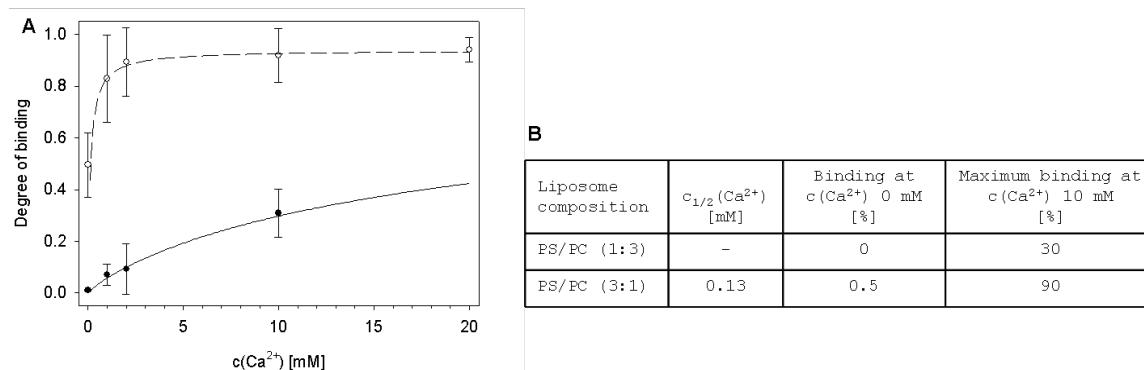 A
1.0
0.8
0.6
0.4
0.2
0.0
Degree of binding
0 5 10 15 20
c(Ca²⁺) [mM]
B
Liposome
composition
c₁/₂(Ca²⁺)
[mM]
Binding at
c(Ca²⁺) 0 mM
[%]
Maximum binding at
c(Ca²⁺) 10 mM
[%]
PS/PC (1:3) – 0 30
PS/PC (3:1) 0.13 0.5 90